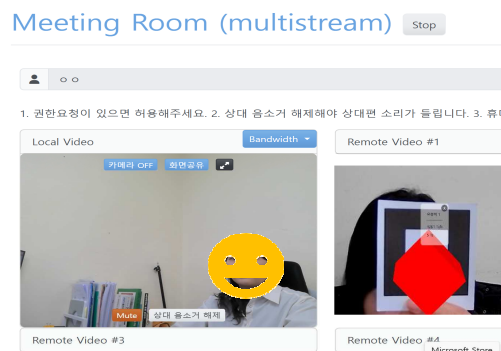 Meeting Room (multistream) Stop
ㅇㅇ
1. 권한요청이 있으면 허용해주세요. 2. 상대 음소거 해제해야 상대편 소리가 들립니다. 3. 휴
Local Video Bandwidth
Remote Video #1
카메라 OFF 화면공유
Mute 상대 음소거 해제
Remote Video #3
Remote Video #4
Microsoft Store